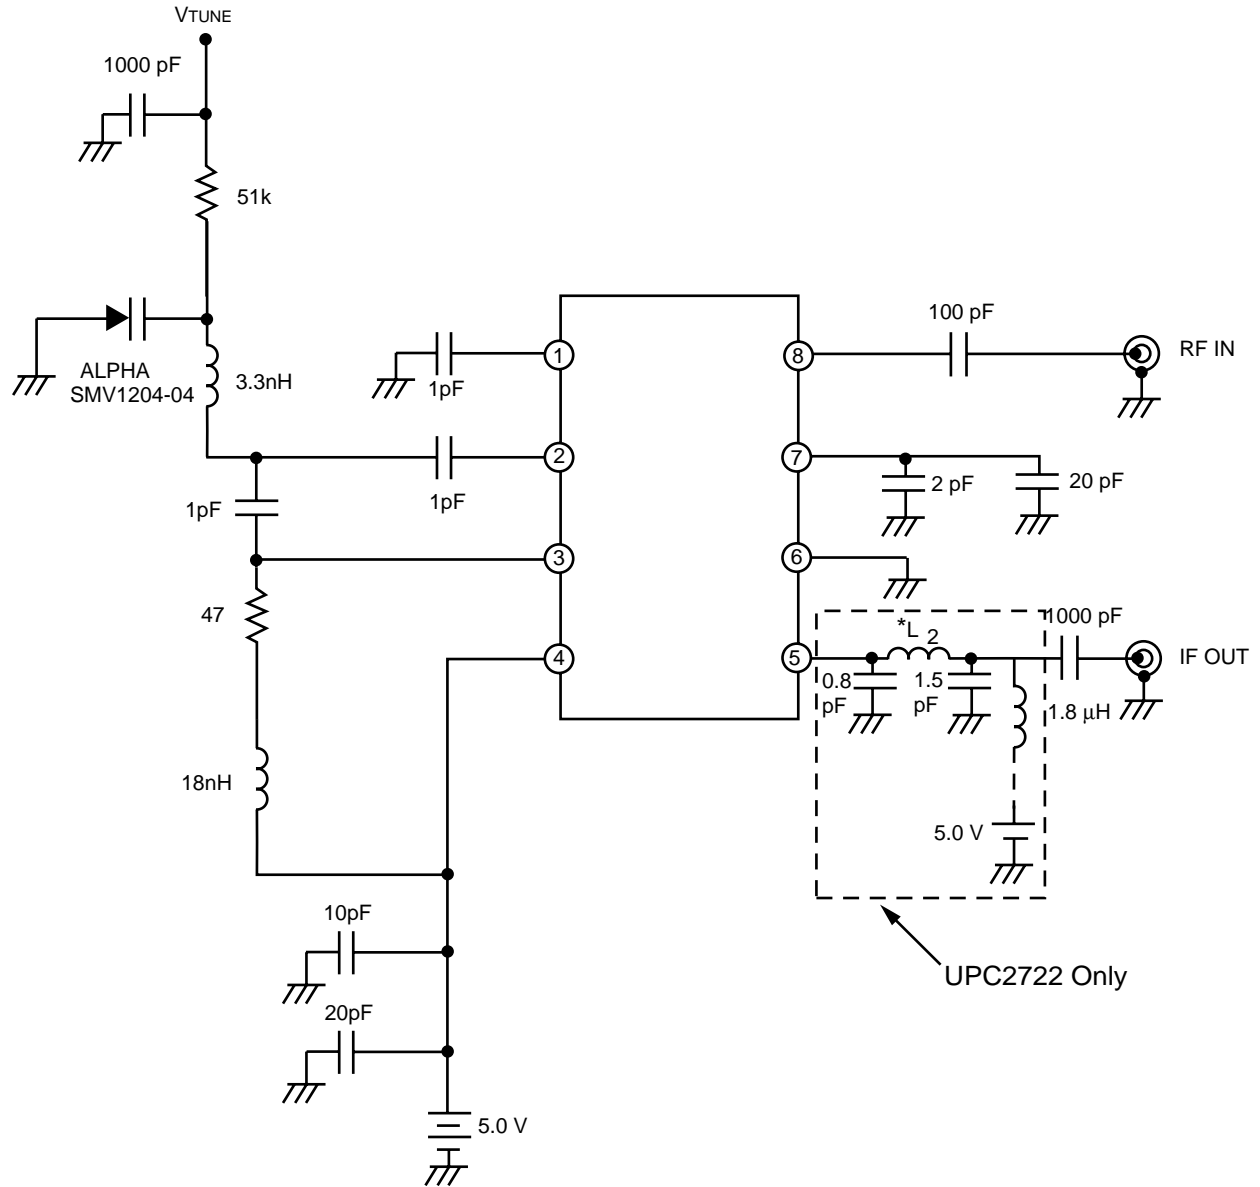 VTUNE
1000 pF
51k
ALPHA
SMV1204-04
3.3nH
1pF
1pF
1pF
47
18nH
10pF
20pF
5.0 V
1
2
3
4
8
7
6
5
100 pF
RF IN
2 pF
20 pF
*L 2
1000 pF
IF OUT
0.8
pF
1.5
pF
1.8 μH
5.0 V
UPC2722 Only